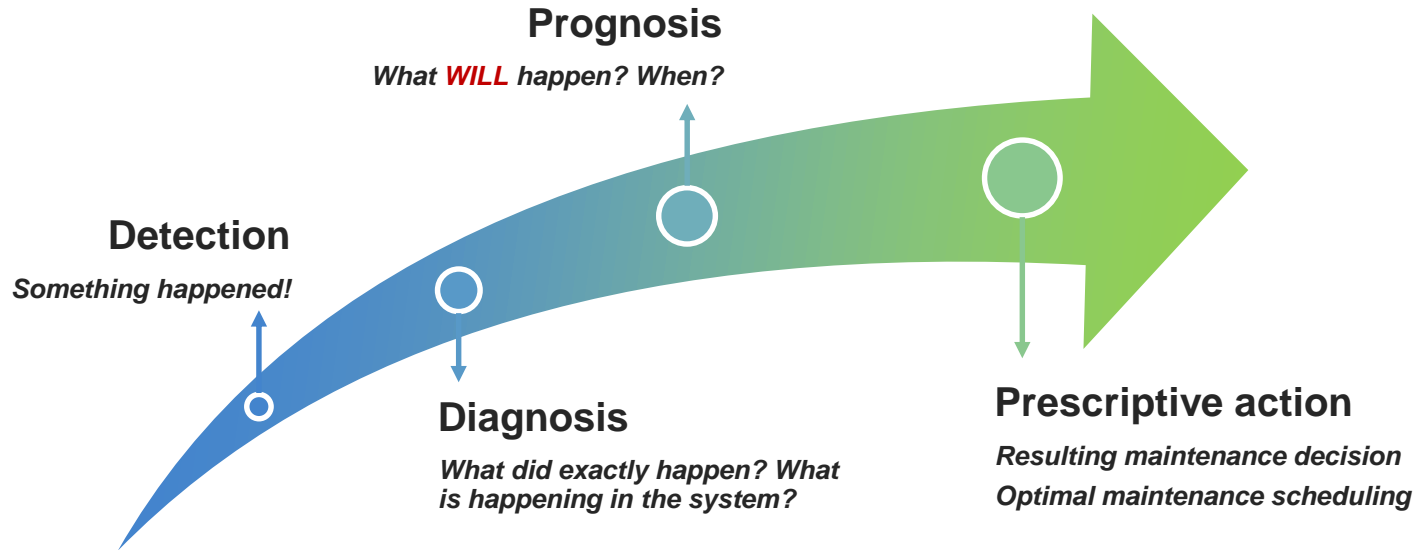 Prognosis
What WILL happen? When?
Detection
Something happened!
Diagnosis
What did exactly happen? What
is happening in the system?
Prescriptive action
Resulting maintenance decision
Optimal maintenance scheduling